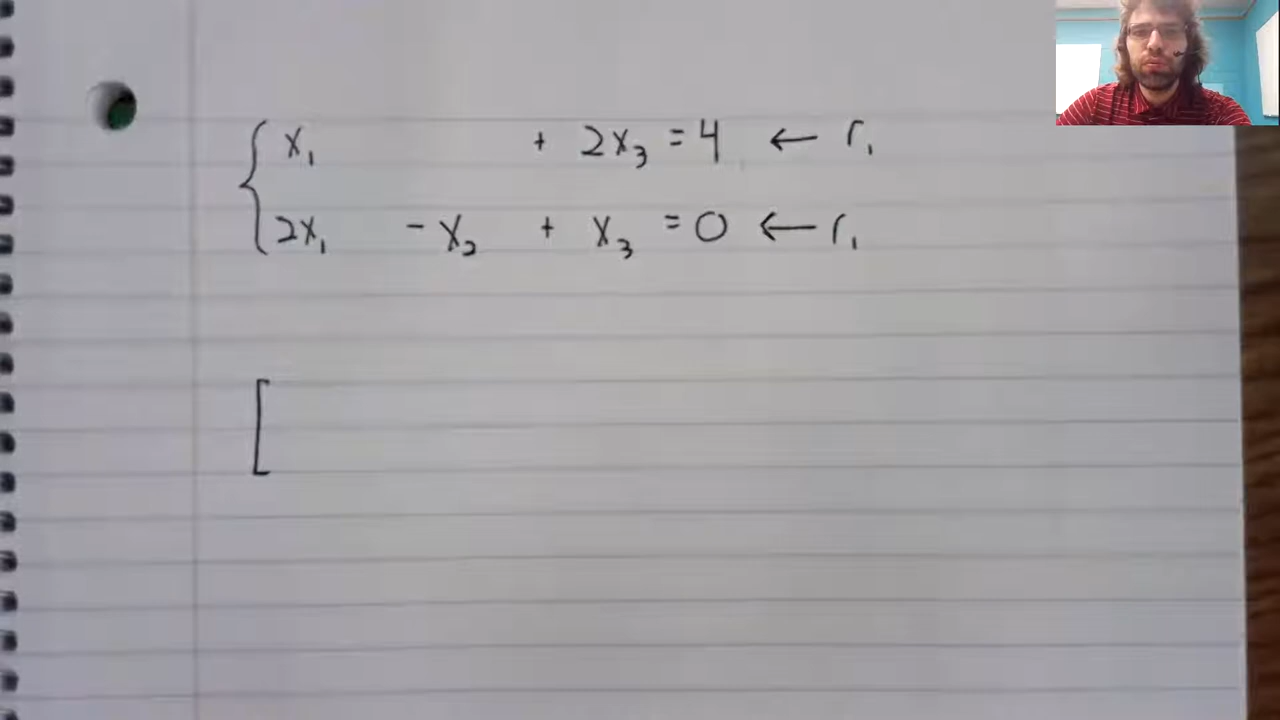 { x₁ + 2x₃ = 4 ← r₁
2x₁ - x₂ + x₃ = 0 ← r₁
[